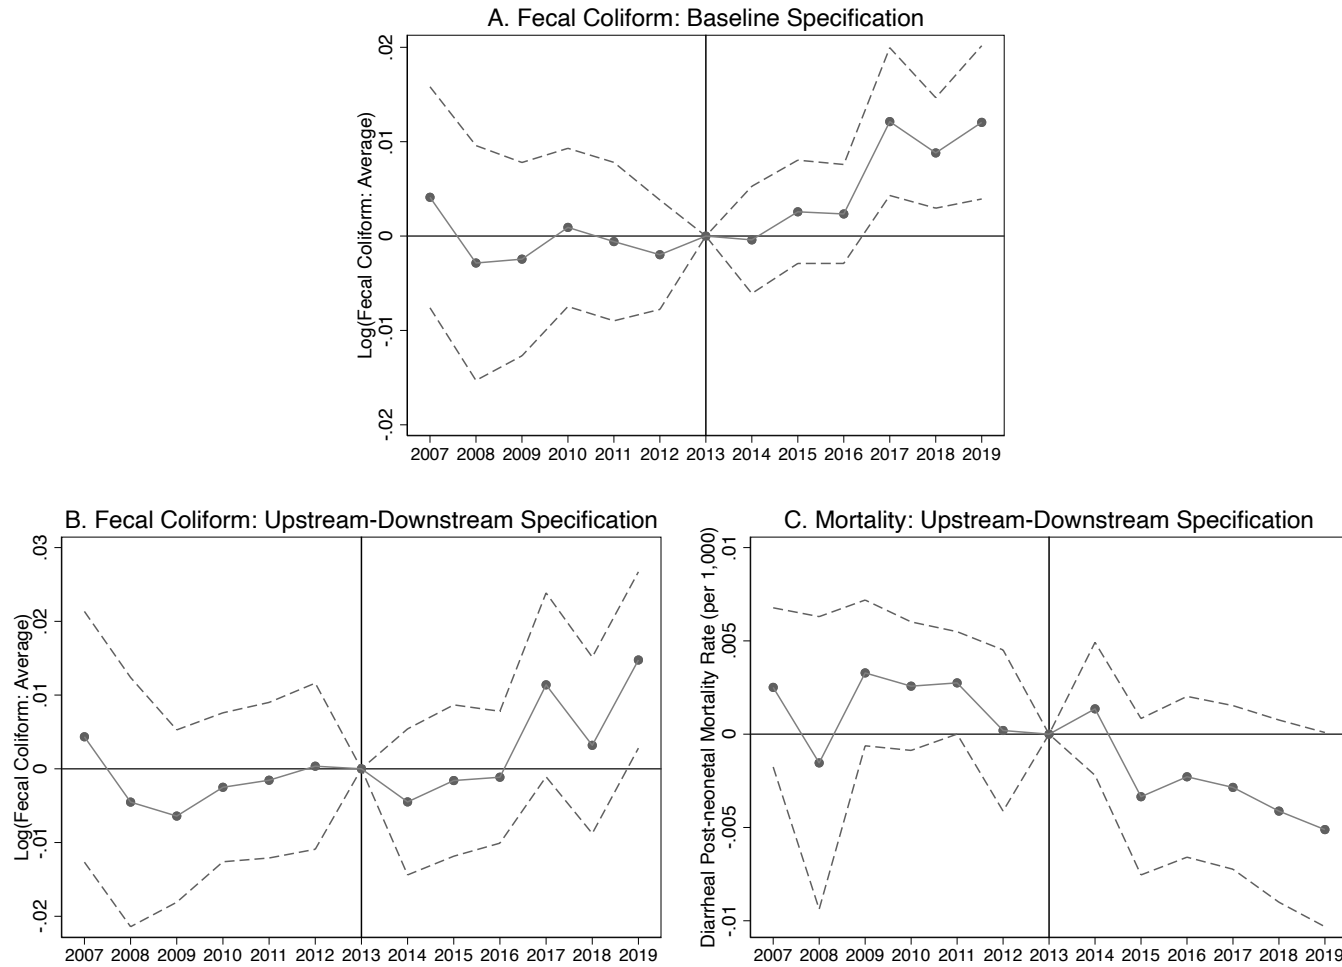 A. Fecal Coliform: Baseline Specification
Log(Fecal Coliform: Average)
.02
.01
0
-.01
-.02
2007 2008 2009 2010 2011 2012 2013 2014 2015 2016 2017 2018 2019
B. Fecal Coliform: Upstream-Downstream Specification
Log(Fecal Coliform: Average)
.03
.02
.01
0
-.01
-.02
2007 2008 2009 2010 2011 2012 2013 2014 2015 2016 2017 2018 2019
C. Mortality: Upstream-Downstream Specification
Diarrheal Post-neonetal Mortality Rate (per 1,000)
.01
.005
0
-.005
-.01
2007 2008 2009 2010 2011 2012 2013 2014 2015 2016 2017 2018 2019